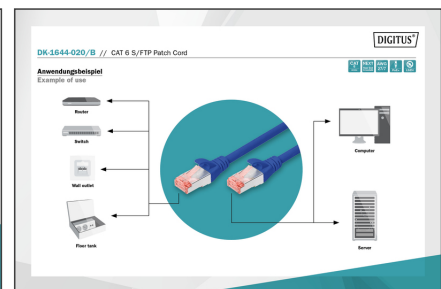 DIGITUS®
DK-1644-020/B // CAT 6 S/FTP Patch Cord
Anwendungsbeispiel
Example of use
Router
Switch
Wall outlet
Floor tank
Computer
Server